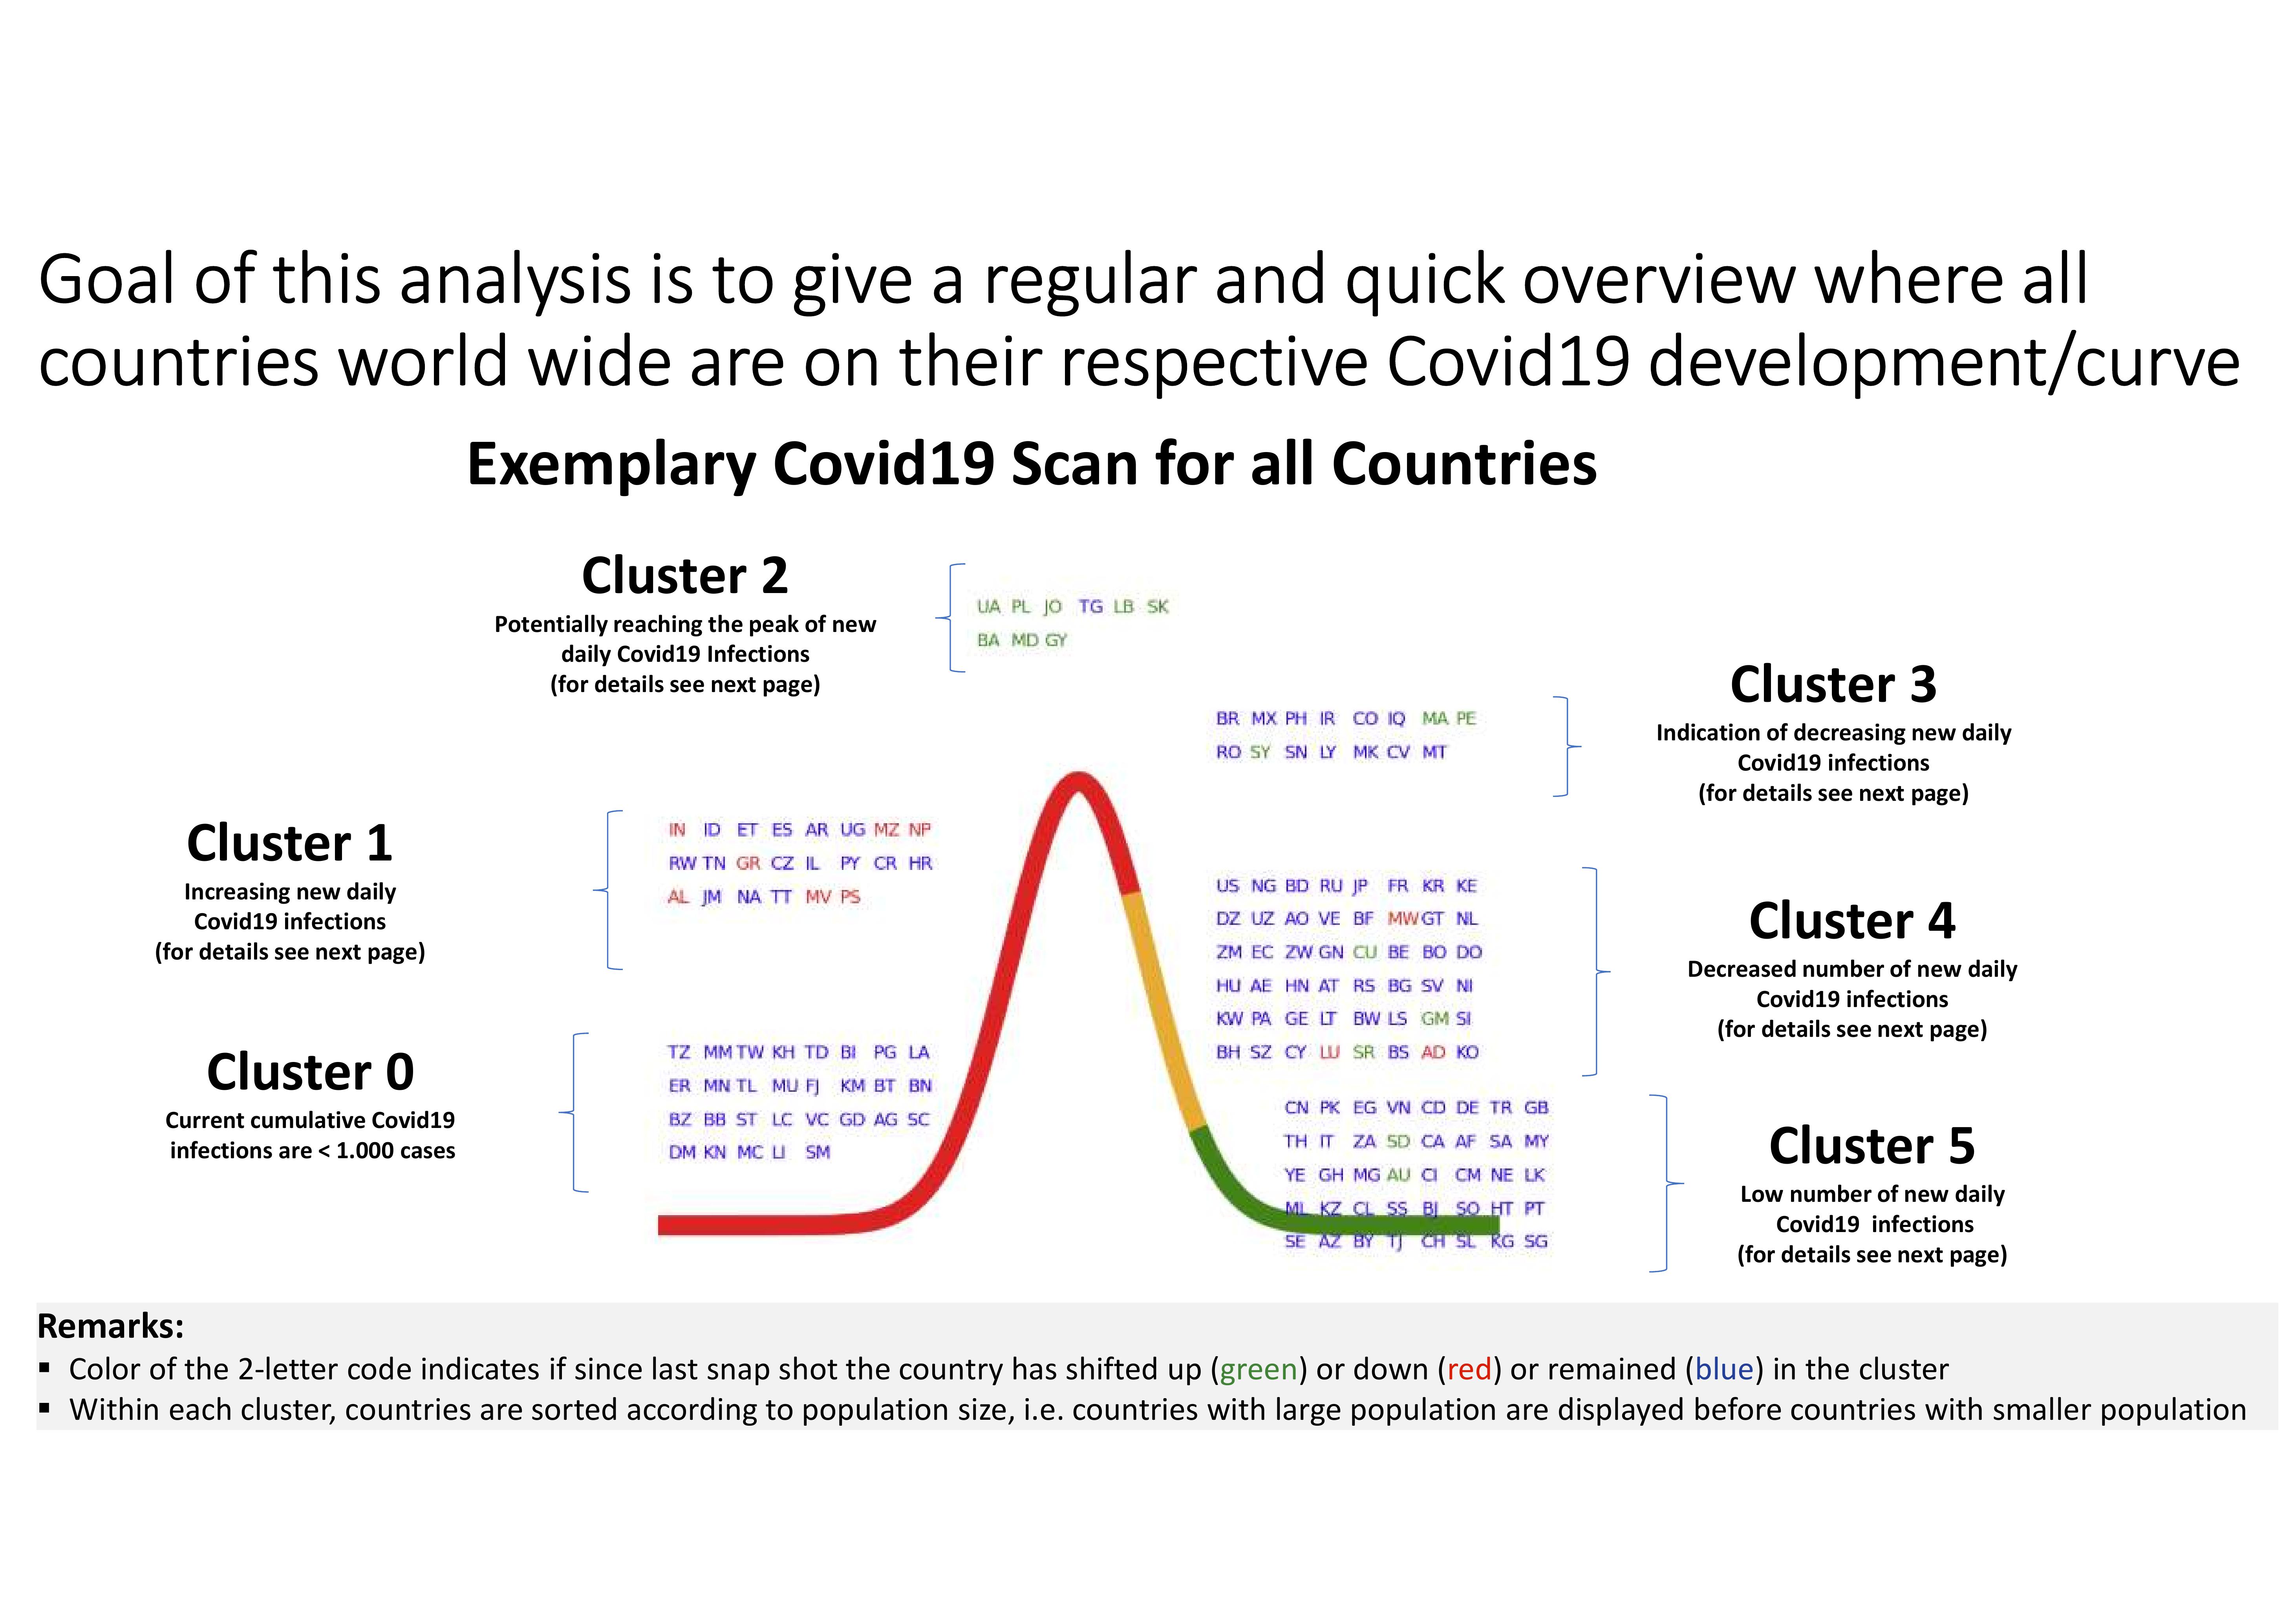 Goal of this analysis is to give a regular and quick overview where all
countries world wide are on their respective Covid19 development/curve
Exemplary Covid19 Scan for all Countries
Cluster 2
Potentially reaching the peak of new
daily Covid19 Infections
(for details see next page)
UA PL JO TG LB SK
BA MD GY
Cluster 3
Indication of decreasing new daily
Covid19 infections
(for details see next page)
BR MX PH IR CO IQ MA PE
RO SY SN LY MK CV MT
Cluster 1
Increasing new daily
Covid19 infections
(for details see next page)
IN ID ET ES AR UG MZ NP
RW TN GR CZ IL PY CR HR
AL JM NA TT MV PS
Cluster 4
Decreased number of new daily
Covid19 infections
(for details see next page)
US NG BD RU JP FR KR KE
DZ UZ AO VE BF MW GT NL
ZM EC ZW GN CU BE BO DO
HU AE HN AT RS BG SV NI
KW PA GE LT BW LS GM SI
BH SZ CY LU SR BS AD KO
Cluster 0
Current cumulative Covid19
infections are < 1.000 cases
TZ MM TW KH TD BI PG LA
ER MN TL MU FJ KM BT BN
BZ BB ST LC VC GD AG SC
DM KN MC LI SM
Cluster 5
Low number of new daily
Covid19 infections
(for details see next page)
CN PK EG VN CD DE TR GB
TH IT ZA SD CA AF SA MY
YE GH MG AU CI CM NE LK
ML KZ CL SS BJ SO HT PT
SE AZ BY TJ CH SL KG SG
Remarks:
▪ Color of the 2-letter code indicates if since last snap shot the country has shifted up (green) or down (red) or remained (blue) in the cluster
▪ Within each cluster, countries are sorted according to population size, i.e. countries with large population are displayed before countries with smaller population